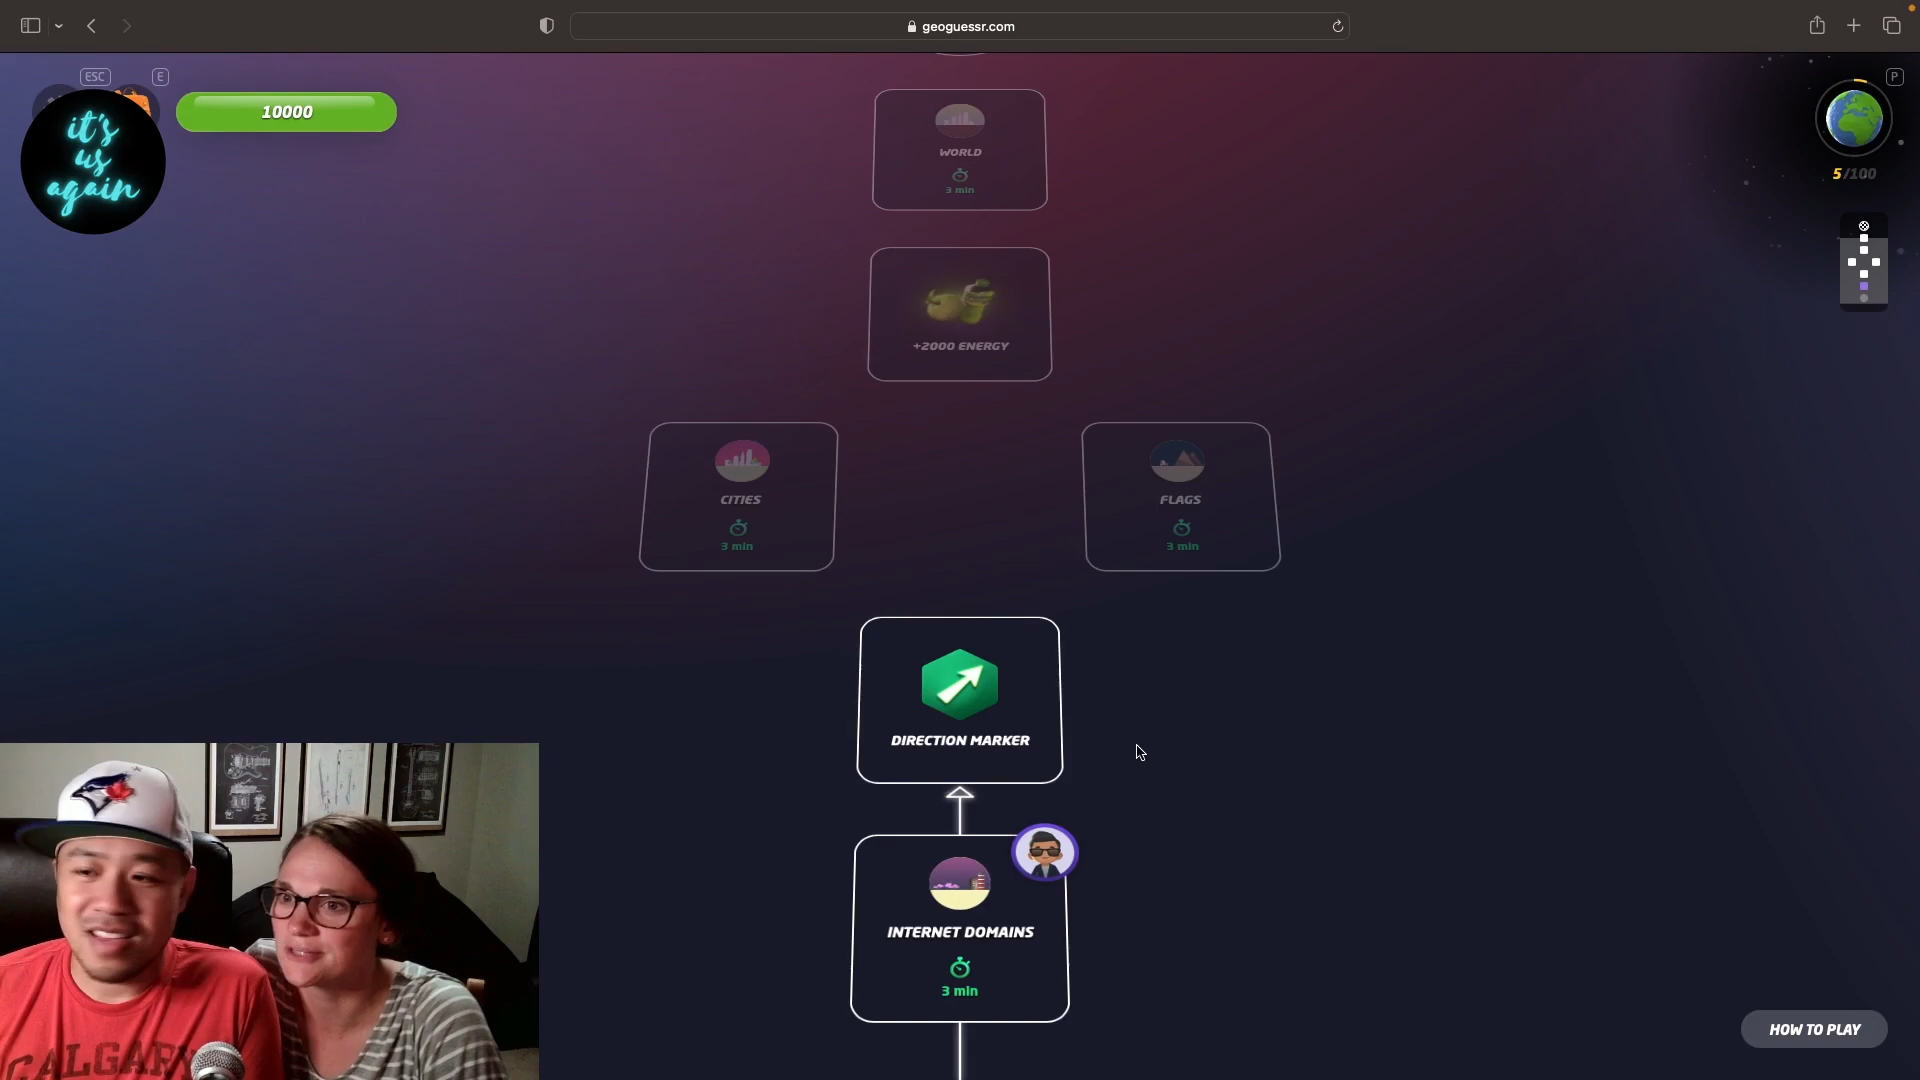 geoguessr.com
ESC
E
P
it's
us
again
10000
5/100
WORLD
3 min
+2000 ENERGY
CITIES
3 min
FLAGS
3 min
DIRECTION MARKER
INTERNET DOMAINS
3 min
CALGARY
HOW TO PLAY